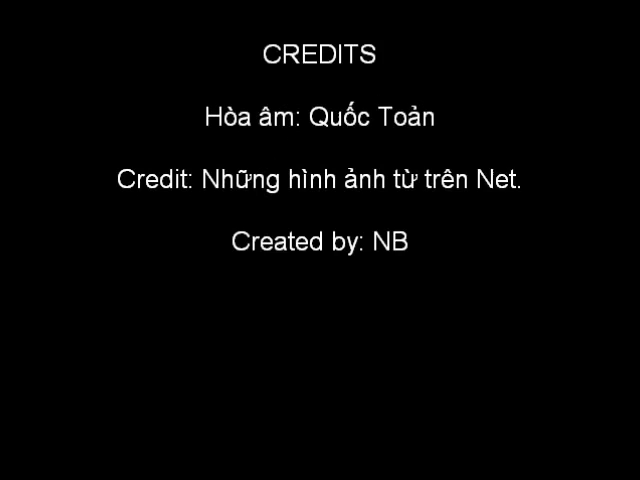 CREDITS
Hòa âm: Quốc Toản
Credit: Những hình ảnh từ trên Net.
Created by: NB